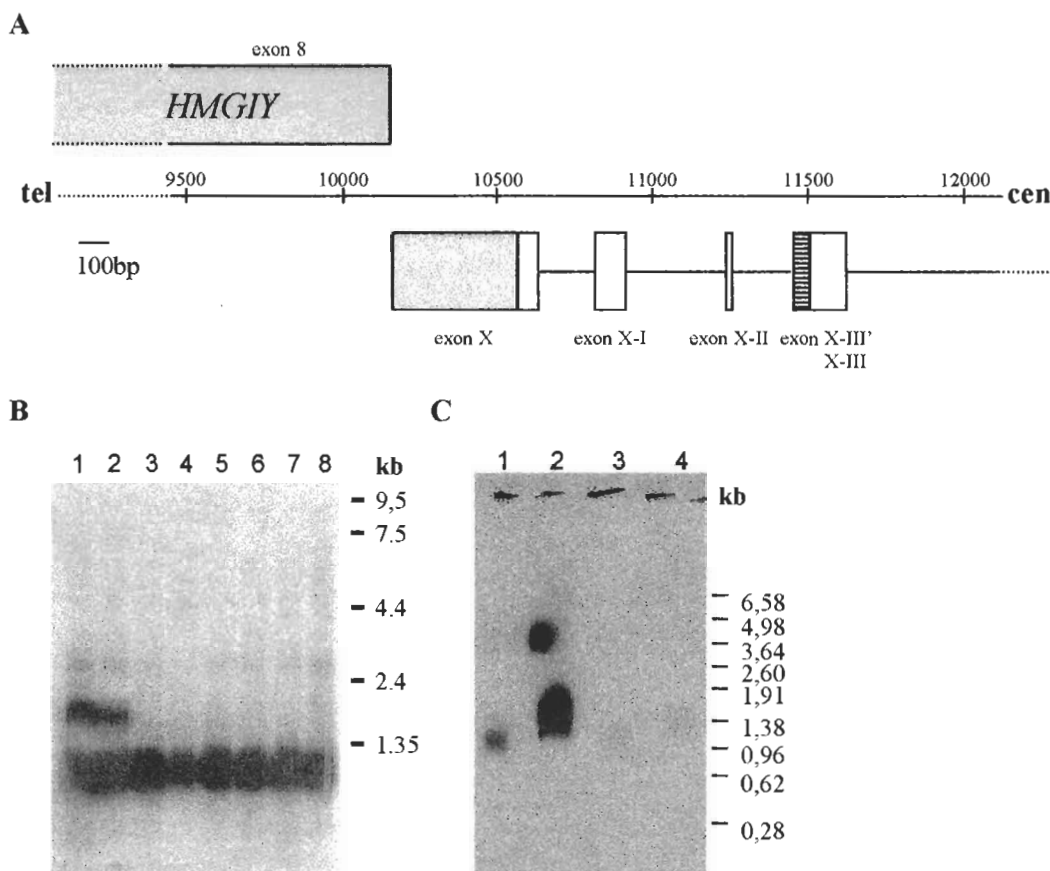 A
exon 8
HMGIY
tel 9500 10000 10500 11000 11500 12000 cen
100bp
exon X exon X-I exon X-II exon X-III'
X-III
B
1 2 3 4 5 6 7 8 kb
9,5
7.5
4.4
2.4
1.35
C
1 2 3 4
kb
6,58
4,98
3,64
2,60
1,91
1,38
0,96
0,62
0,28